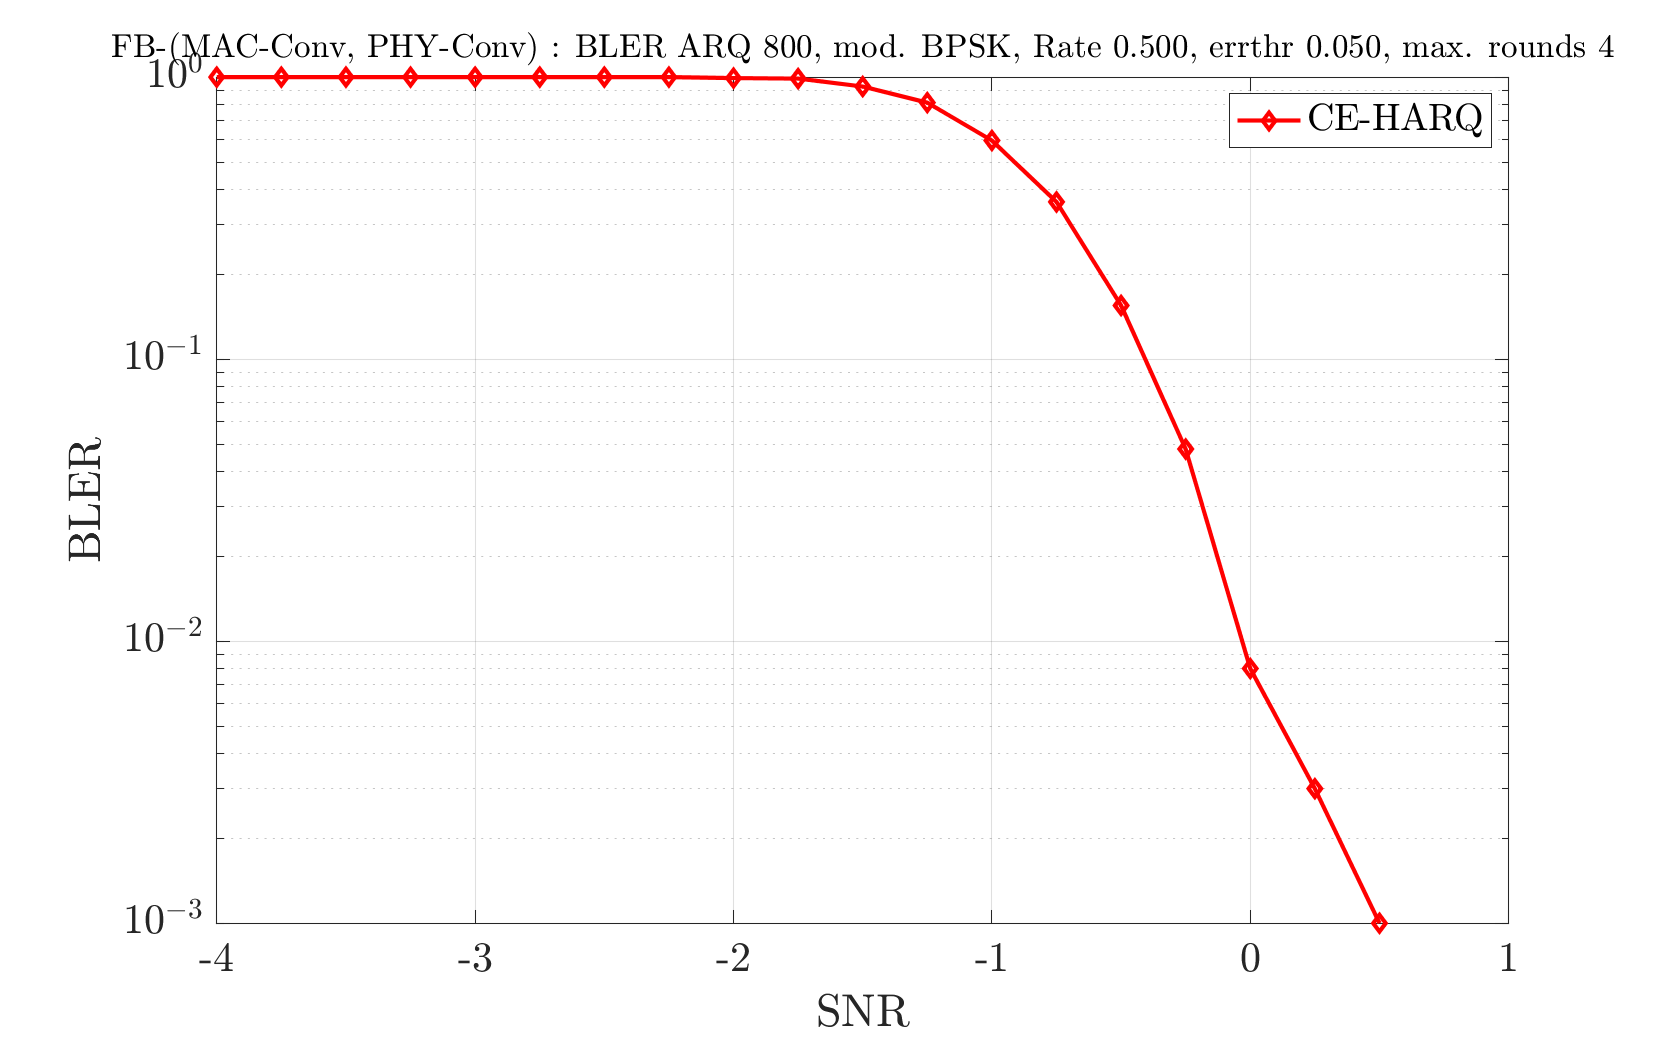 FB-(MAC-Conv, PHY-Conv) : BLER ARQ 800, mod. BPSK, Rate 0.500, errthr 0.050, max. rounds 4
10^0
CE-HARQ
10^{-1}
BLER
10^{-2}
10^{-3}
-4 -3 -2 -1 0 1
SNR